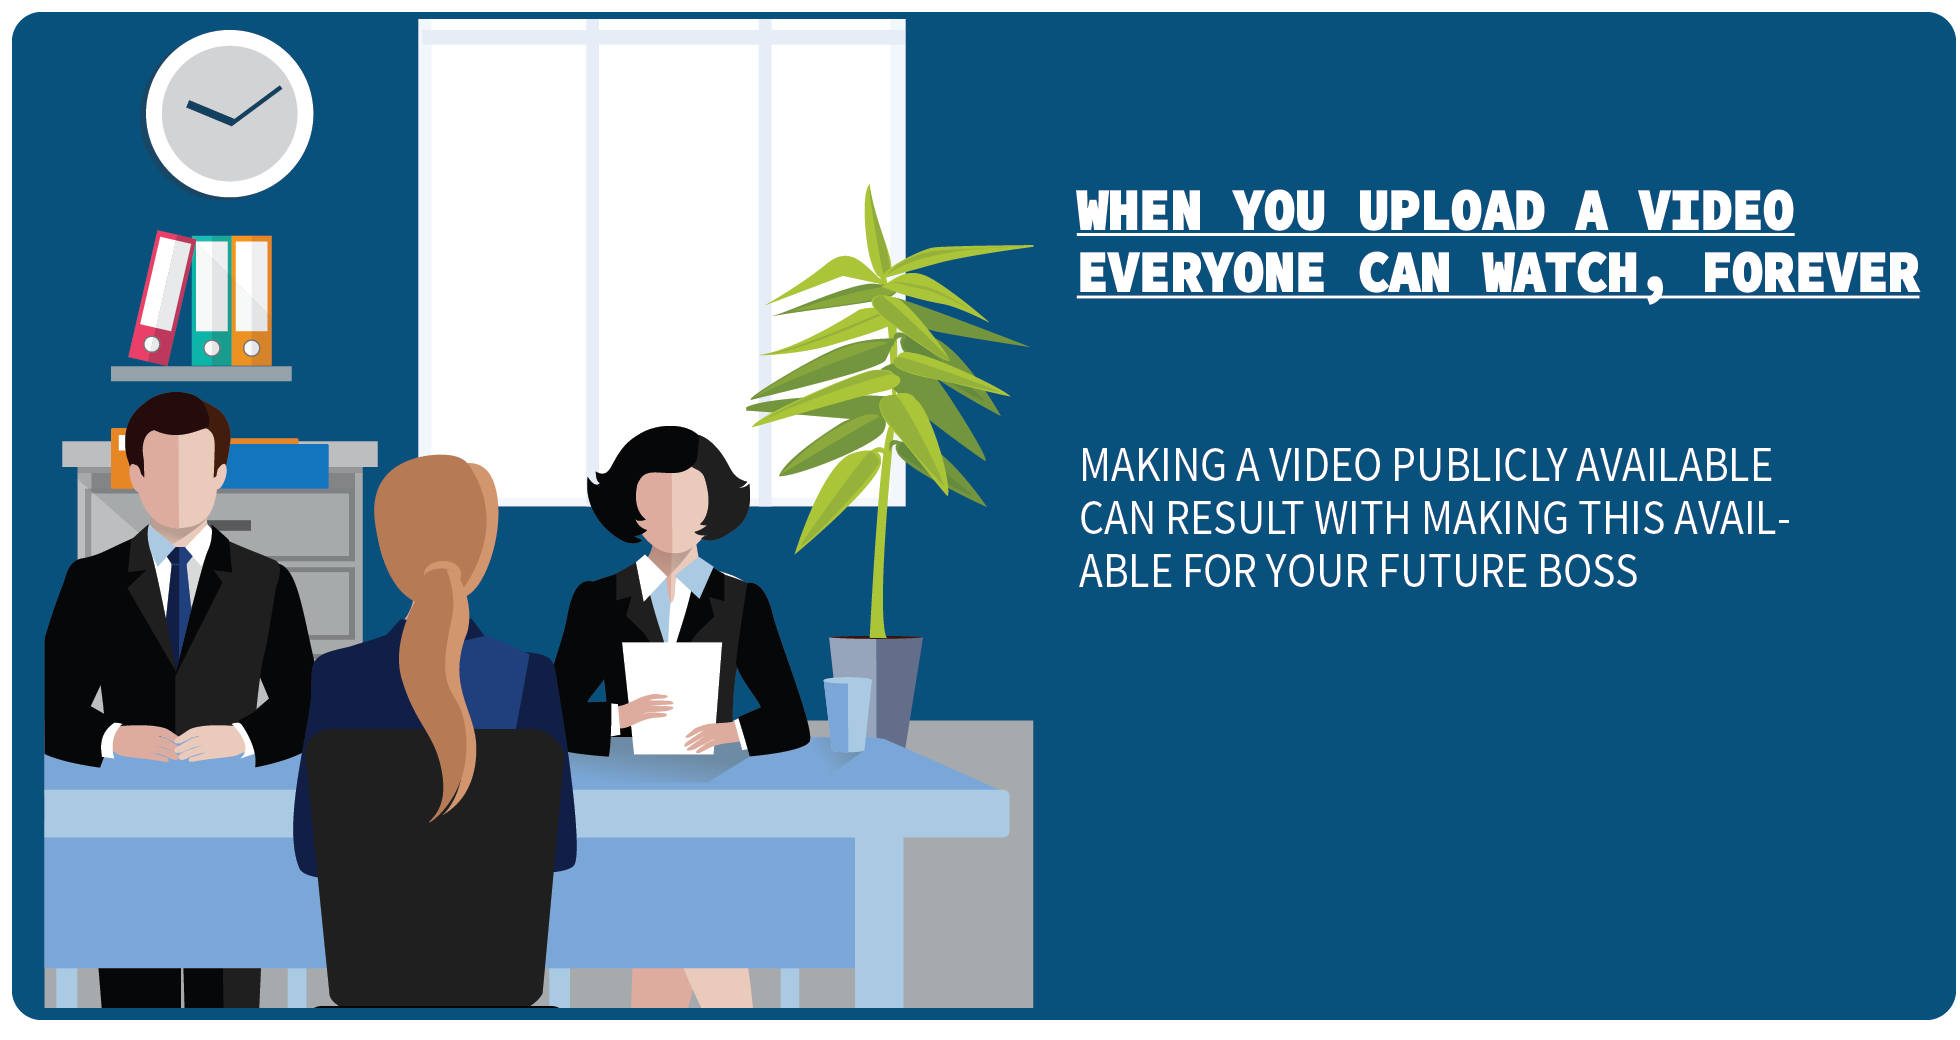 WHEN YOU UPLOAD A VIDEO
EVERYONE CAN WATCH, FOREVER
MAKING A VIDEO PUBLICLY AVAILABLE
CAN RESULT WITH MAKING THIS AVAIL-
ABLE FOR YOUR FUTURE BOSS